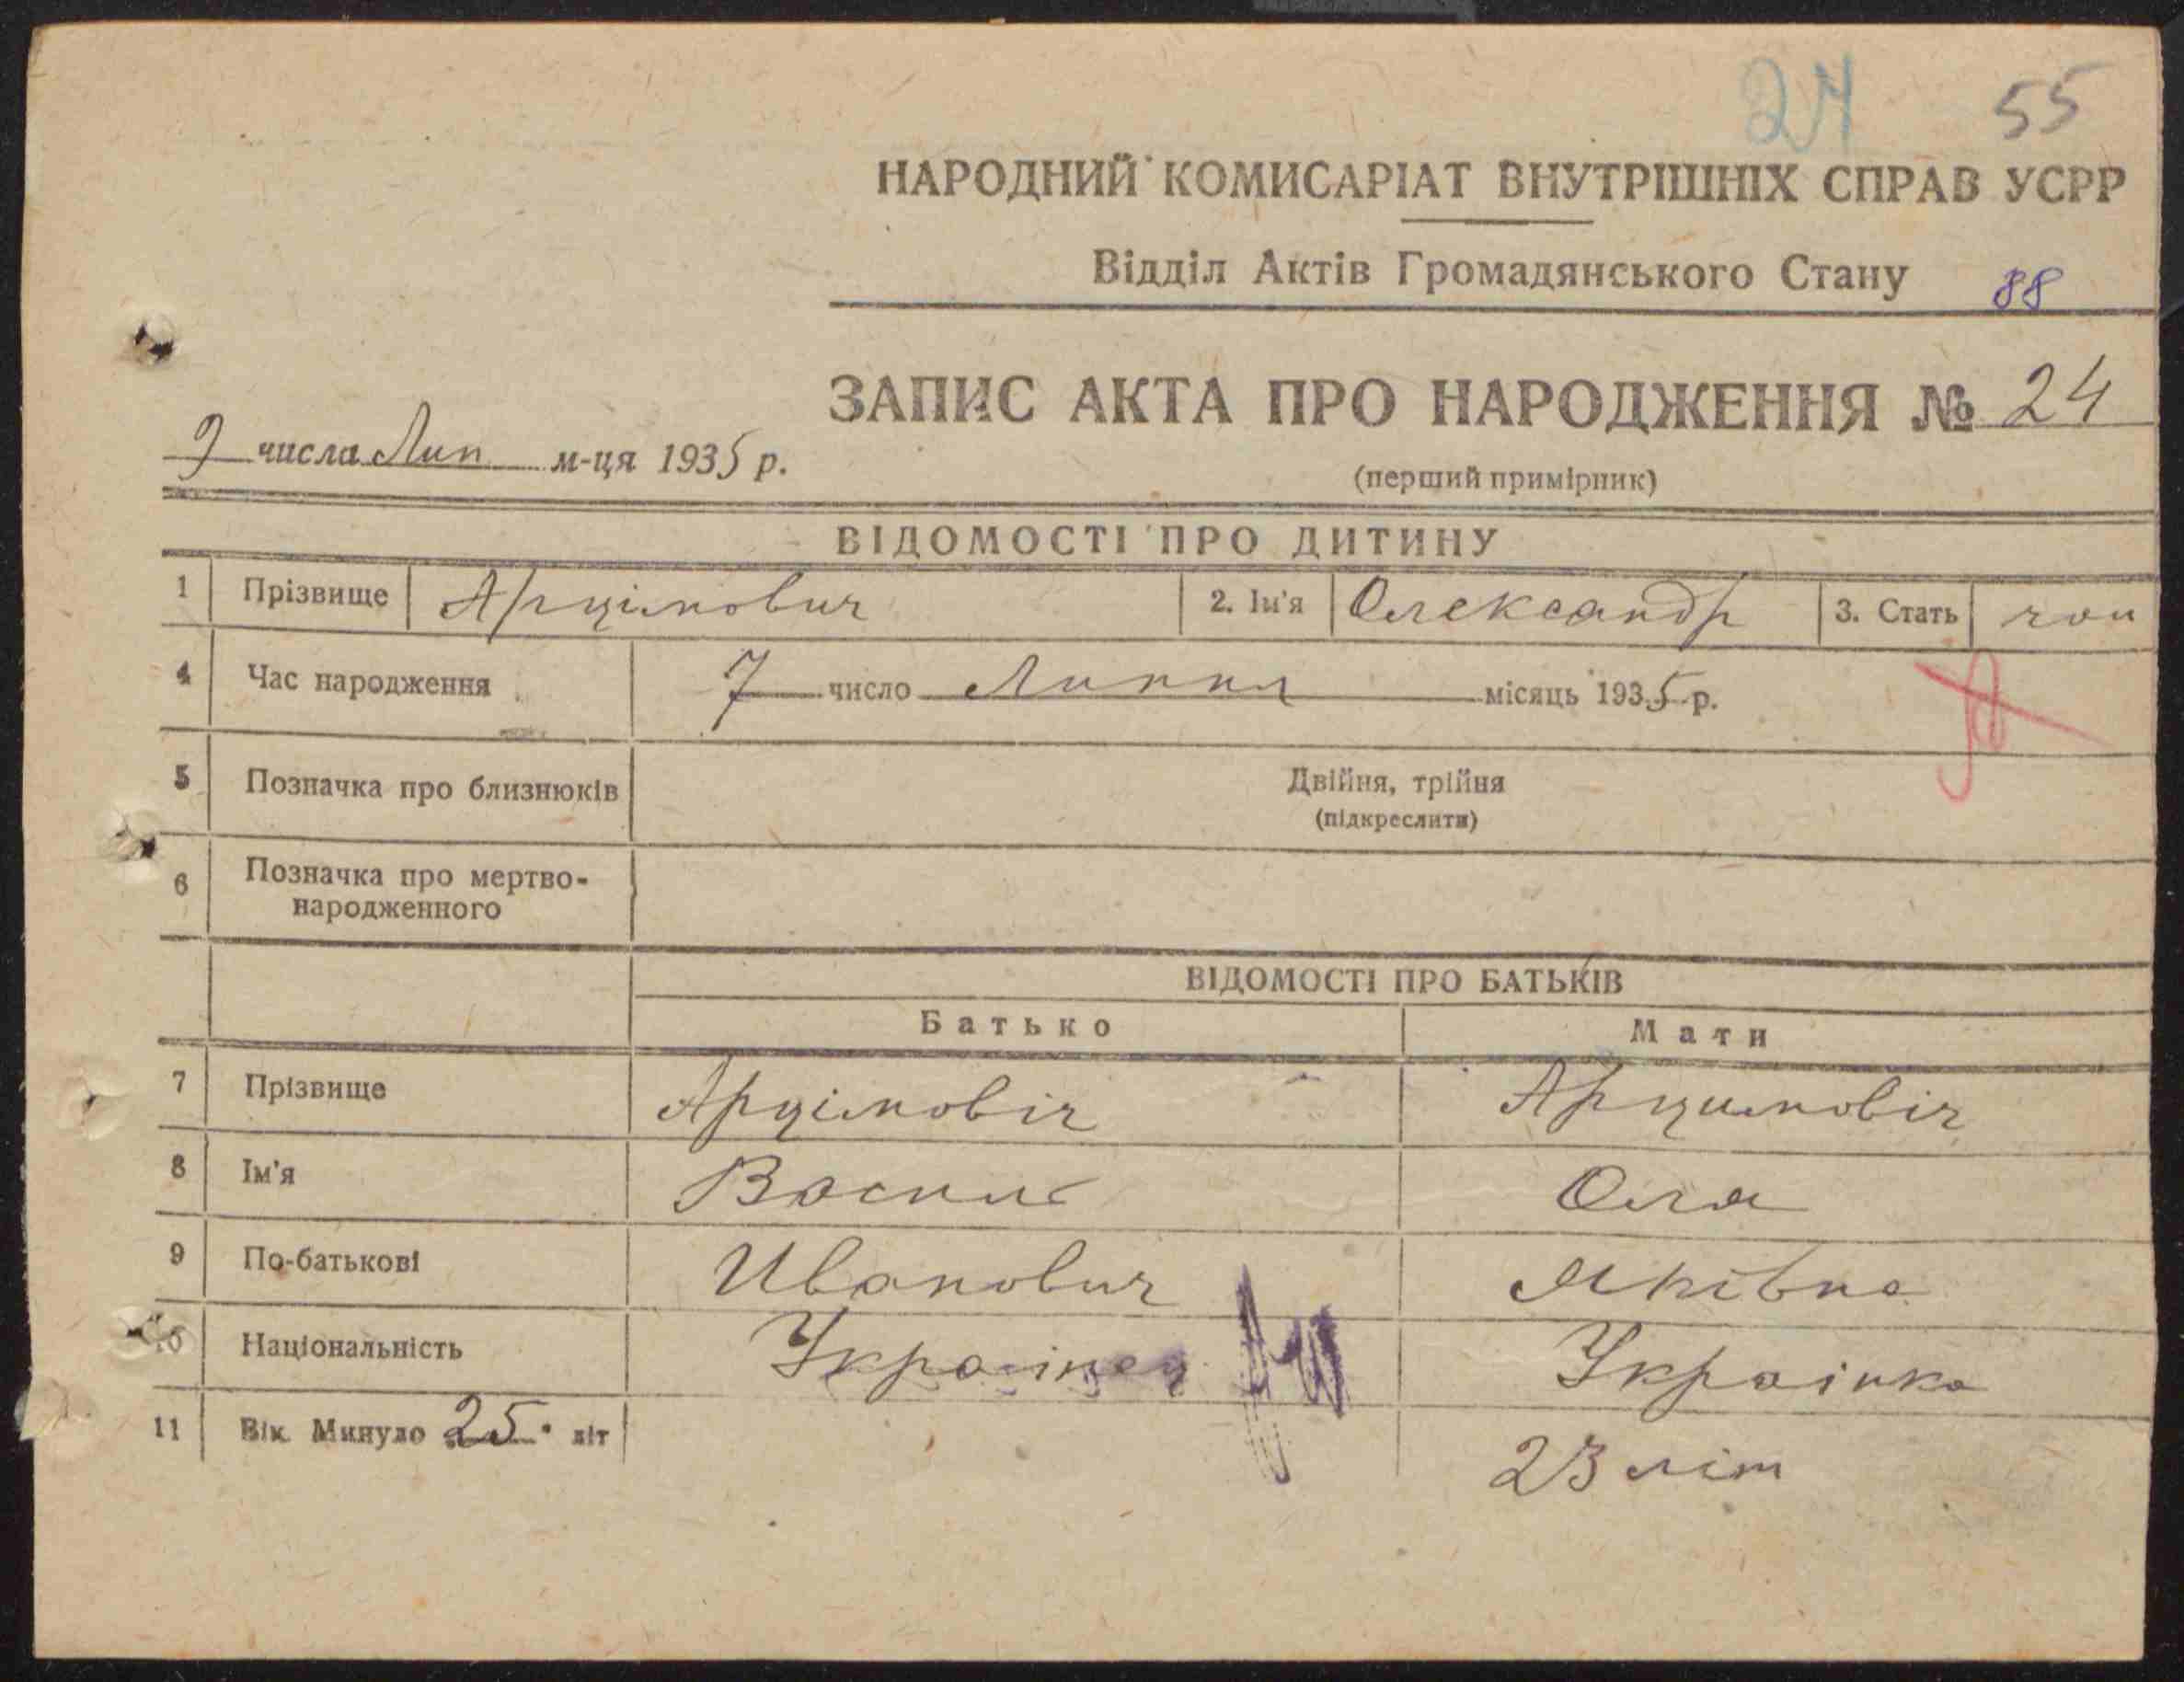 24 55
НАРОДНИЙ КОМИСАРІАТ ВНУТРІШНІХ СПРАВ УСРР
Відділ Актів Громадянського Стану 88
ЗАПИС АКТА ПРО НАРОДЖЕННЯ № 24
9 числа Лип м-ця 1935 р.
(перший примірник)
ВІДОМОСТІ ПРО ДИТИНУ
1 Прізвище Арцімович 2. Ім'я Олександр 3. Стать чол
4 Час народження 7 число Липня місяць 1935 р.
5 Позначка про близнюків Двійня, трійня
(підкреслити)
6 Позначка про мертво-
народженного
ВІДОМОСТІ ПРО БАТЬКІВ
Батько Мати
7 Прізвище Арцімовіч Арцимовіч
8 Ім'я Василь Оля
9 По-батькові Иванович Яківна
10 Національність Украінец Украінка
11 Вік. Минуло 25 літ 23 літ